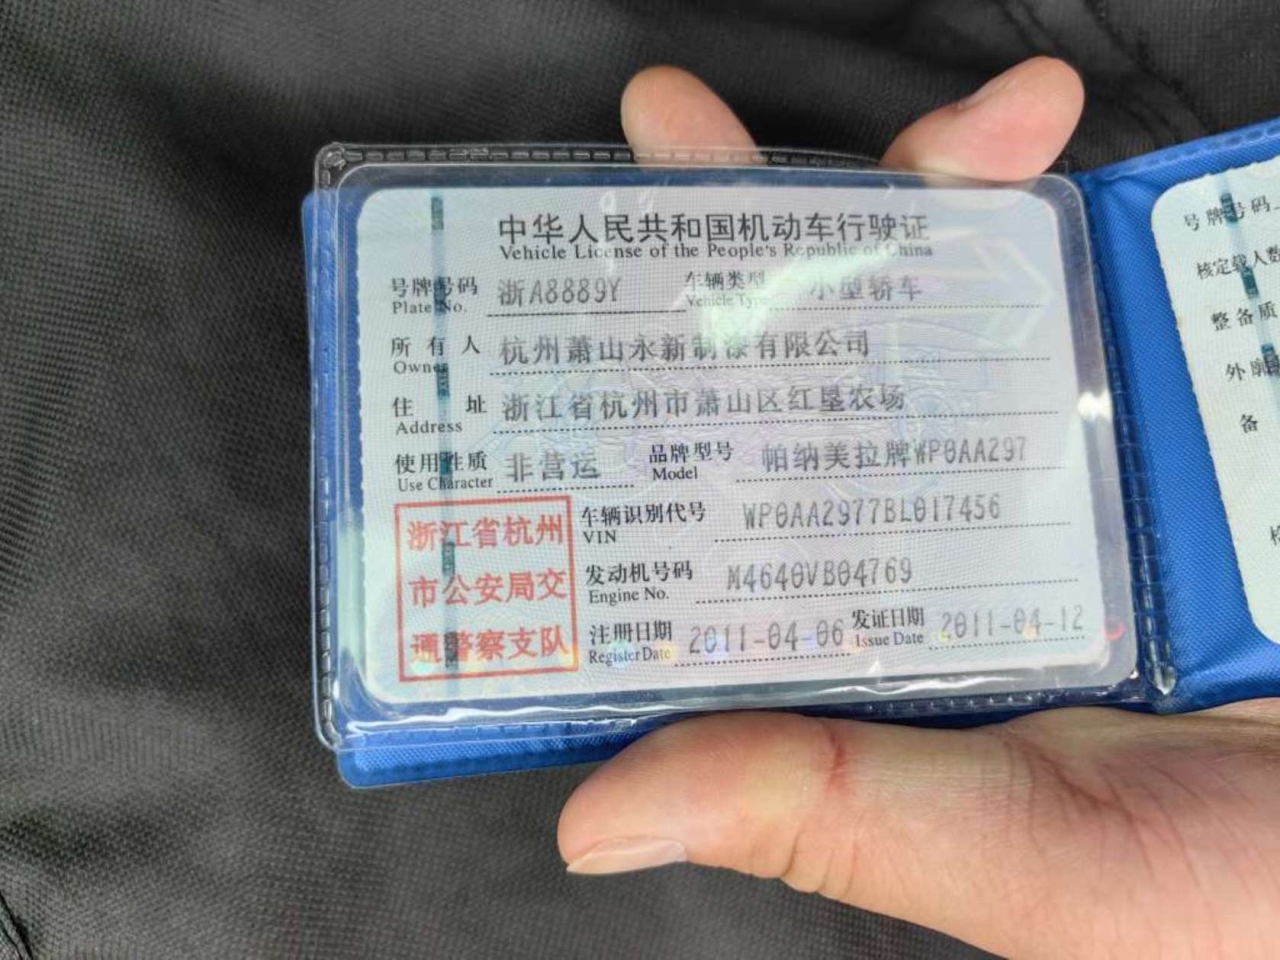 中华人民共和国机动车行驶证
Vehicle License of the People's Republic of China
号牌号码 浙A8889Y 车辆类型 小型轿车
Plate No. Vehicle Type
所有人 杭州萧山永新制漆有限公司
Owner
住址 浙江省杭州市萧山区红垦农场
Address
使用性质 非营运 品牌型号 帕纳美拉牌WP0AA297
Use Character Model
浙江省杭州
市公安局交
通警察支队
车辆识别代号 WP0AA2977BL017456
VIN
发动机号码 M4640VB04769
Engine No.
注册日期 2011-04-06 发证日期 2011-04-12
Register Date Issue Date
号牌号码
核定载人数
整备质
外廓
备